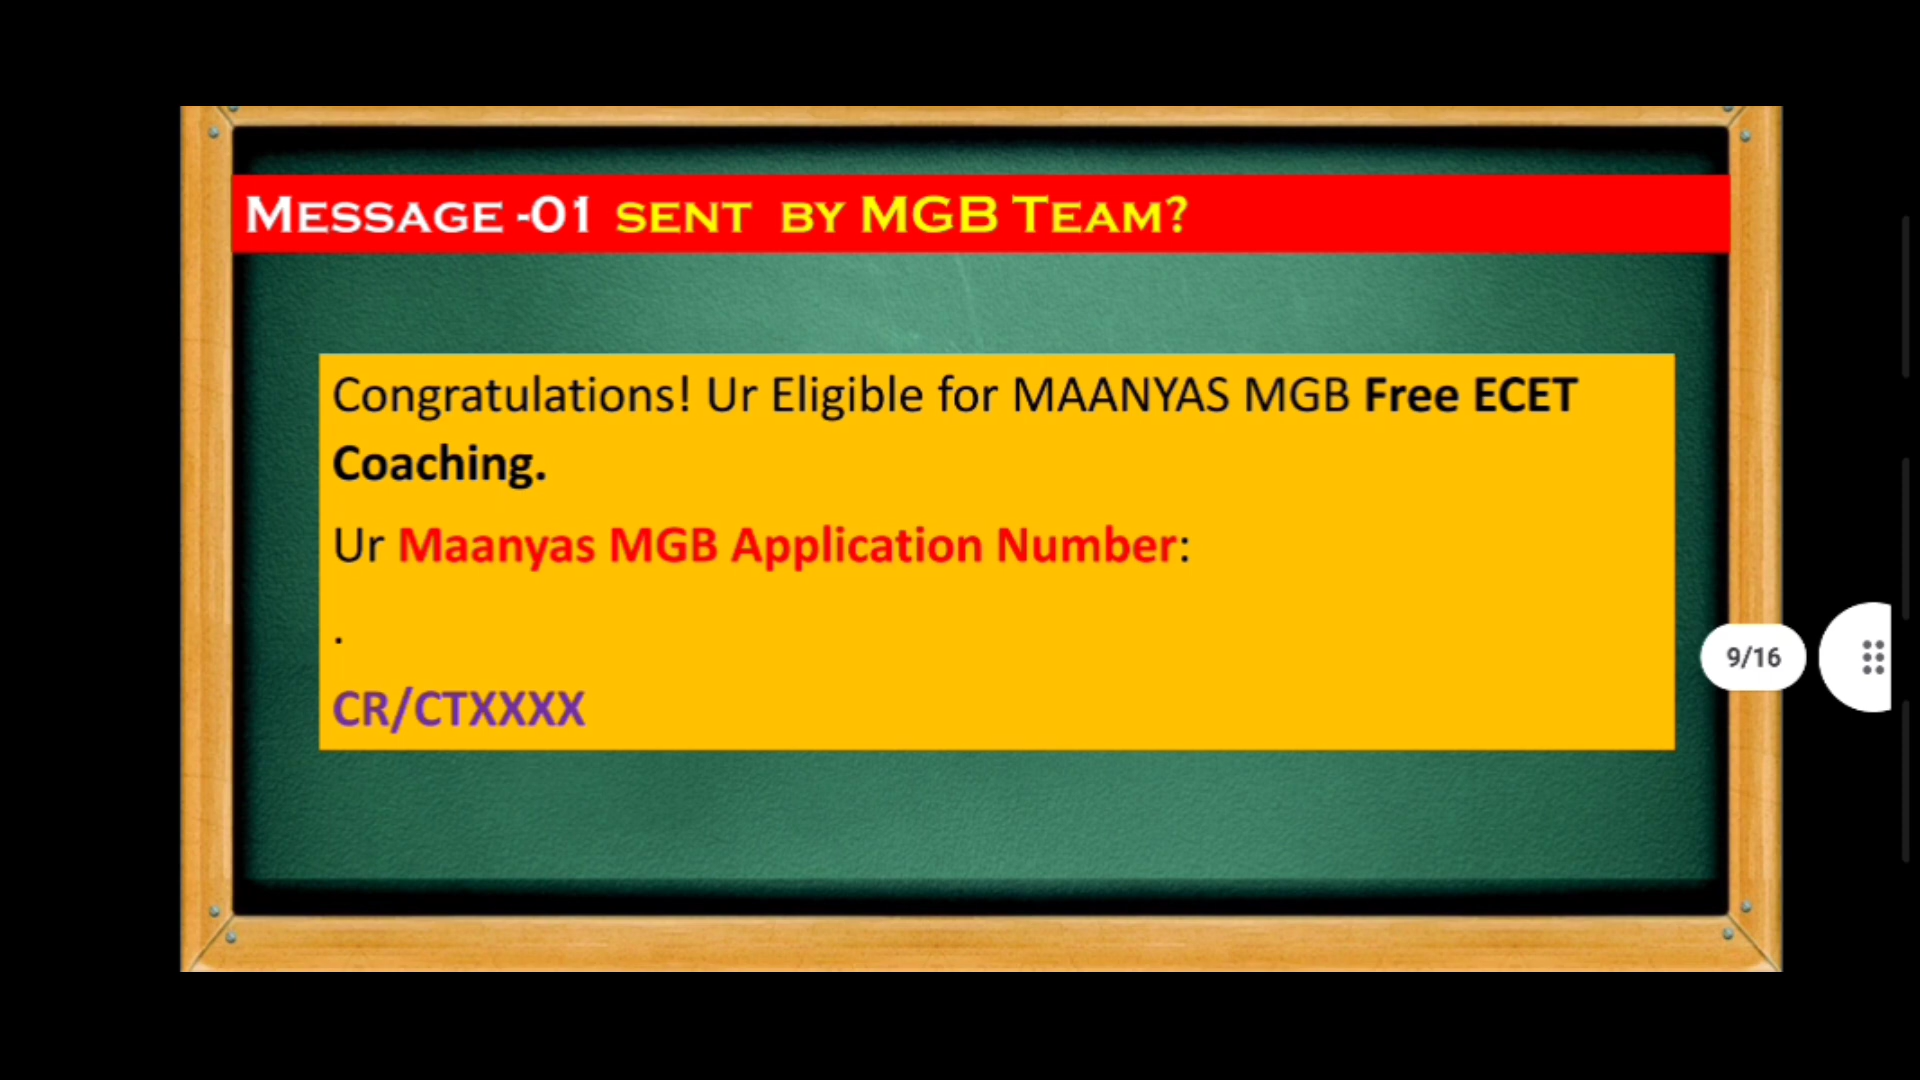 MESSAGE -01 SENT BY MGB TEAM?
Congratulations! Ur Eligible for MAANYAS MGB Free ECET
Coaching.
Ur Maanyas MGB Application Number:
.
CR/CTXXXX
9/16